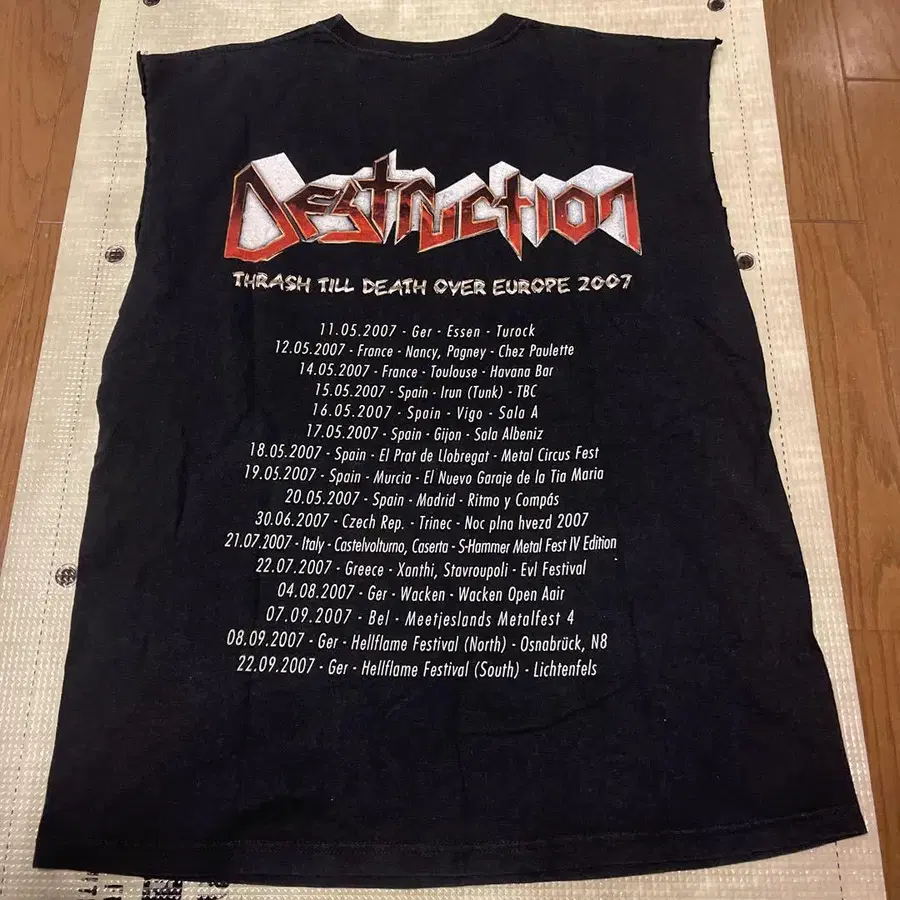 DESTRUCTION
THRASH TILL DEATH OVER EUROPE 2007
11.05.2007 - Ger - Essen - Turock
12.05.2007 - France - Nancy, Pagney - Chez Paulette
14.05.2007 - France - Toulouse - Havana Bar
15.05.2007 - Spain - Irun (Tunk) - TBC
16.05.2007 - Spain - Vigo - Sala A
17.05.2007 - Spain - Gijon - Sala Albeniz
18.05.2007 - Spain - El Prat de Llobregat - Metal Circus Fest
19.05.2007 - Spain - Murcia - El Nuevo Garaje de la Tia Maria
20.05.2007 - Spain - Madrid - Ritmo y Compás
30.06.2007 - Czech Rep. - Trinec - Noc plna hvezd 2007
21.07.2007 - Italy - Castelvolturno, Caserta - S-Hammer Metal Fest IV Edition
22.07.2007 - Greece - Xanthi, Stavroupoli - Evl Festival
04.08.2007 - Ger - Wacken - Wacken Open Aair
07.09.2007 - Bel - Meetjeslands Metalfest 4
08.09.2007 - Ger - Hellflame Festival (North) - Osnabrück, N8
22.09.2007 - Ger - Hellflame Festival (South) - Lichtenfels